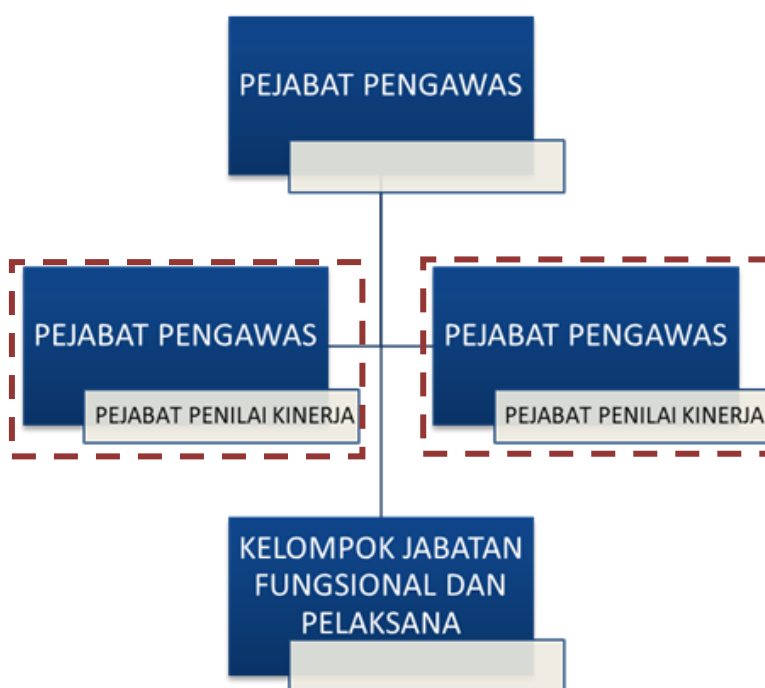 PEJABAT PENGAWAS
PEJABAT PENGAWAS
PEJABAT PENILAI KINERJA
PEJABAT PENGAWAS
PEJABAT PENILAI KINERJA
KELOMPOK JABATAN
FUNGSIONAL DAN
PELAKSANA